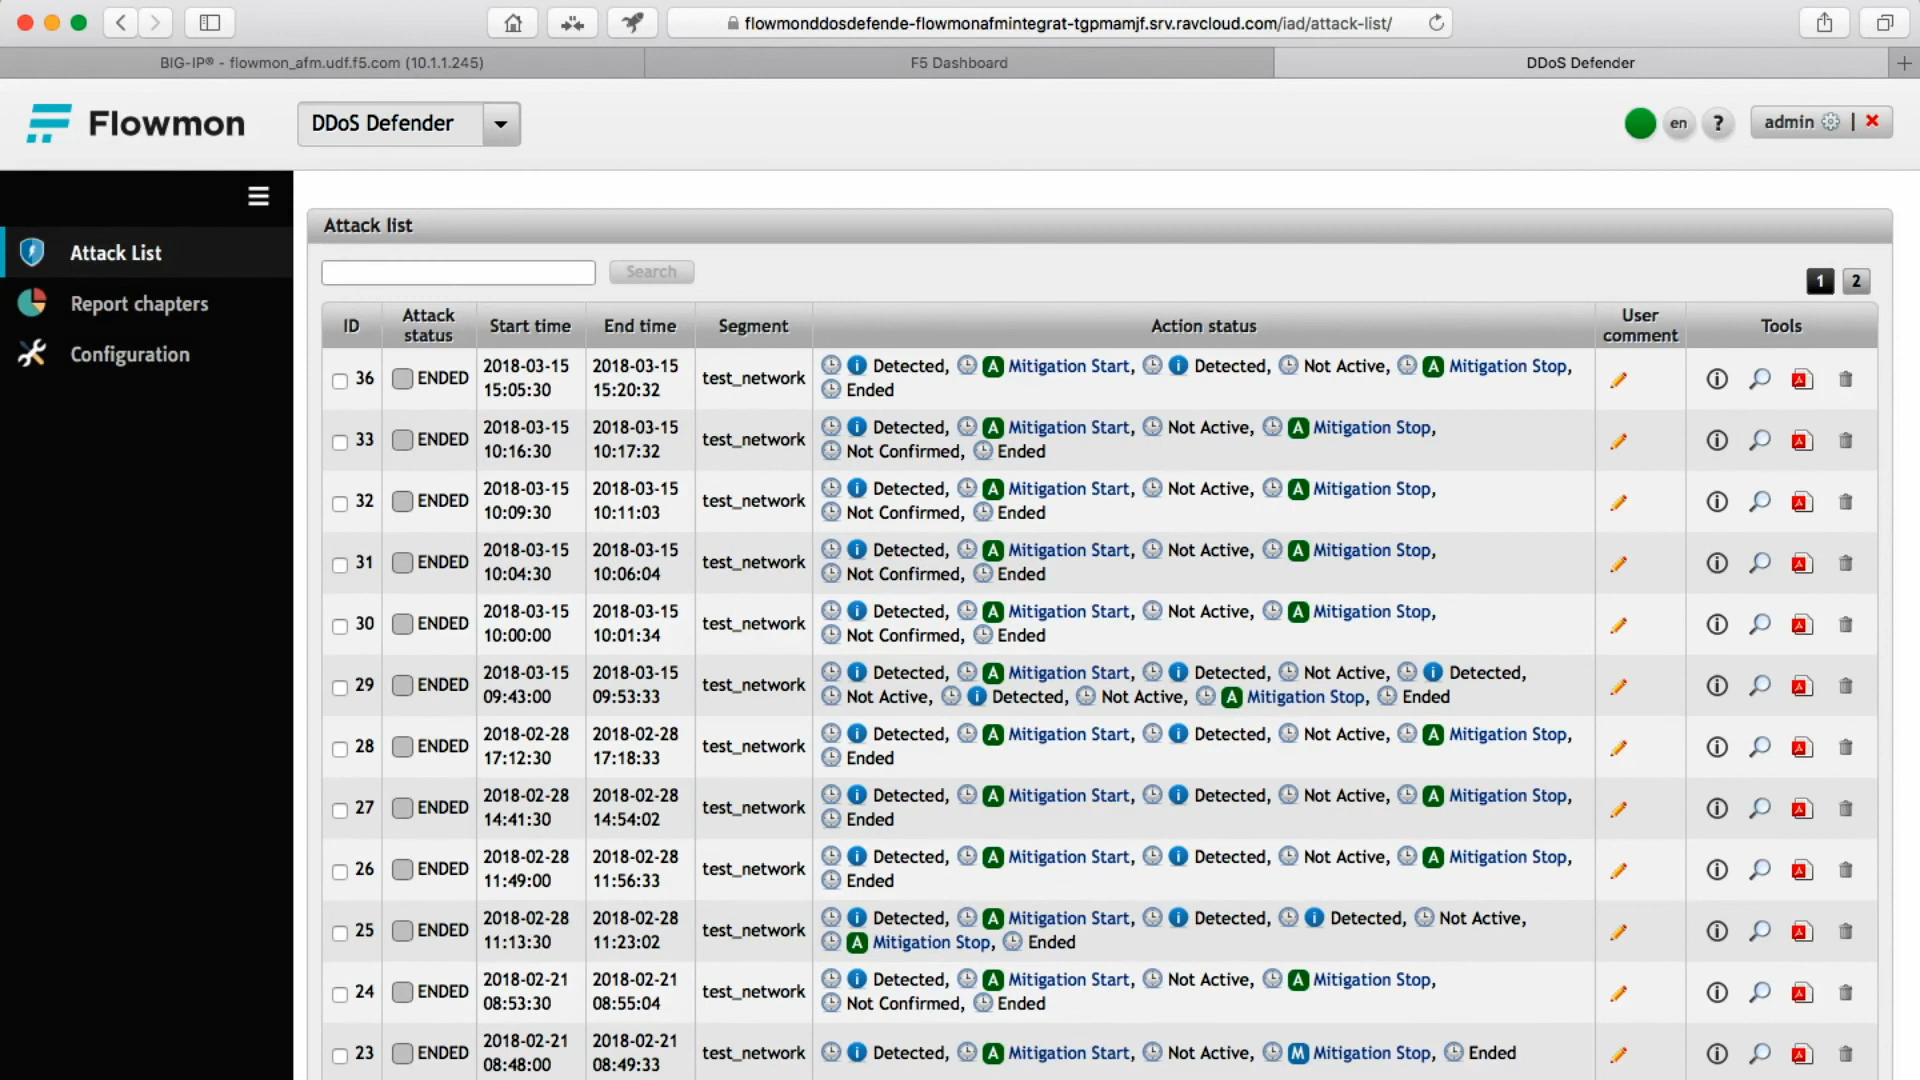 flowmonddosdefende-flowmonafmintegrat-tgpmamjf.srv.ravcloud.com/iad/attack-list/
BIG-IP® - flowmon_afm.udf.f5.com (10.1.1.245)
F5 Dashboard
DDoS Defender
Flowmon
DDoS Defender
en
?
admin
Attack List
Report chapters
Configuration
Attack list
Search
1 2
ID Attack status Start time End time Segment Action status User comment Tools
36 ENDED 2018-03-15 15:05:30 2018-03-15 15:20:32 test_network Detected, A Mitigation Start, Detected, Not Active, A Mitigation Stop,
Ended
33 ENDED 2018-03-15 10:16:30 2018-03-15 10:17:32 test_network Detected, A Mitigation Start, Not Active, A Mitigation Stop,
Not Confirmed, Ended
32 ENDED 2018-03-15 10:09:30 2018-03-15 10:11:03 test_network Detected, A Mitigation Start, Not Active, A Mitigation Stop,
Not Confirmed, Ended
31 ENDED 2018-03-15 10:04:30 2018-03-15 10:06:04 test_network Detected, A Mitigation Start, Not Active, A Mitigation Stop,
Not Confirmed, Ended
30 ENDED 2018-03-15 10:00:00 2018-03-15 10:01:34 test_network Detected, A Mitigation Start, Not Active, A Mitigation Stop,
Not Confirmed, Ended
29 ENDED 2018-03-15 09:43:00 2018-03-15 09:53:33 test_network Detected, A Mitigation Start, Detected, Not Active, Detected,
Not Active, Detected, Not Active, A Mitigation Stop, Ended
28 ENDED 2018-02-28 17:12:30 2018-02-28 17:18:33 test_network Detected, A Mitigation Start, Detected, Not Active, A Mitigation Stop,
Ended
27 ENDED 2018-02-28 14:41:30 2018-02-28 14:54:02 test_network Detected, A Mitigation Start, Detected, Not Active, A Mitigation Stop,
Ended
26 ENDED 2018-02-28 11:49:00 2018-02-28 11:56:33 test_network Detected, A Mitigation Start, Detected, Not Active, A Mitigation Stop,
Ended
25 ENDED 2018-02-28 11:13:30 2018-02-28 11:23:02 test_network Detected, A Mitigation Start, Detected, Detected, Not Active,
A Mitigation Stop, Ended
24 ENDED 2018-02-21 08:53:30 2018-02-21 08:55:04 test_network Detected, A Mitigation Start, Not Active, A Mitigation Stop,
Not Confirmed, Ended
23 ENDED 2018-02-21 08:48:00 2018-02-21 08:49:33 test_network Detected, A Mitigation Start, Not Active, M Mitigation Stop, Ended